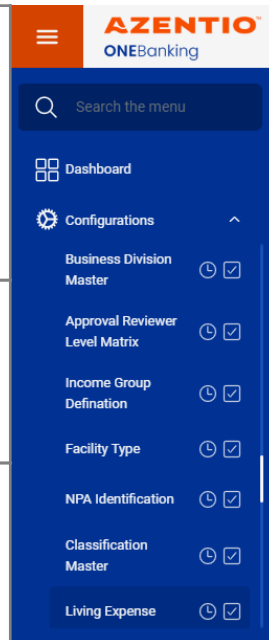 AZENTIO
ONEBanking
Search the menu
Dashboard
Configurations
Business Division
Master
Approval Reviewer
Level Matrix
Income Group
Defination
Facility Type
NPA Identification
Classification
Master
Living Expense